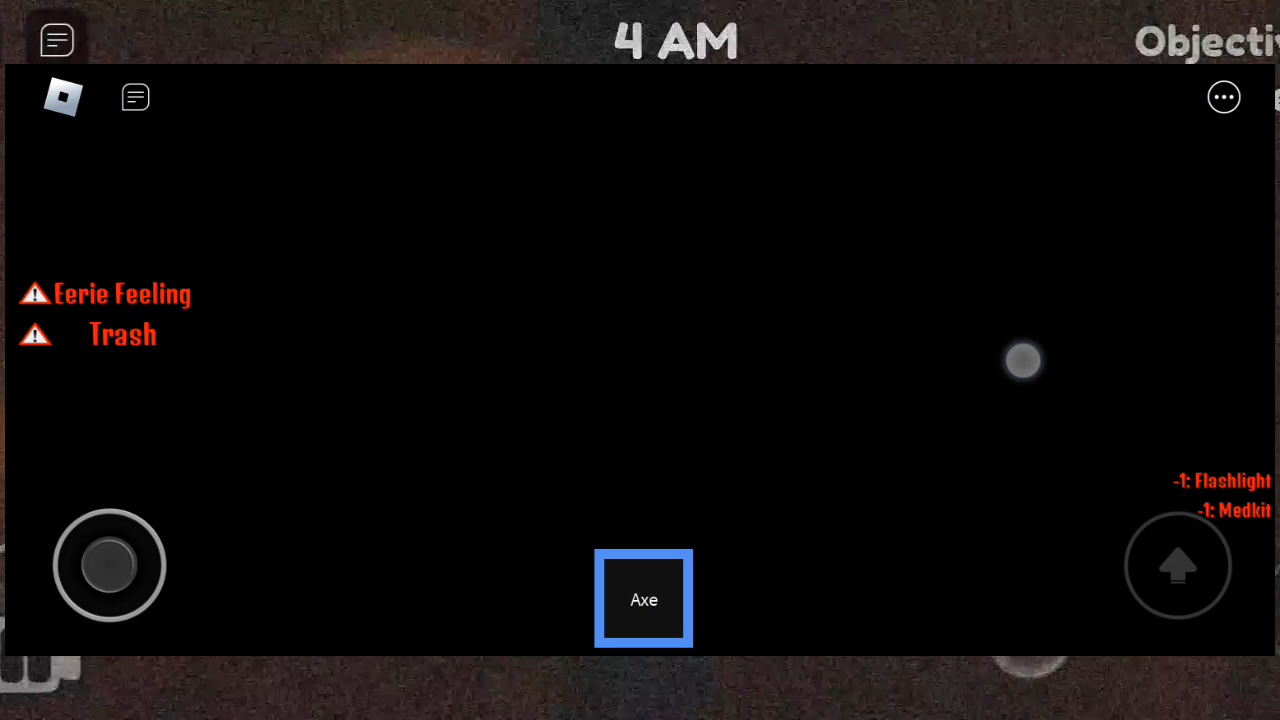 4 AM
Objectiv
Eerie Feeling
Trash
-1: Flashlight
-1: Medkit
Axe